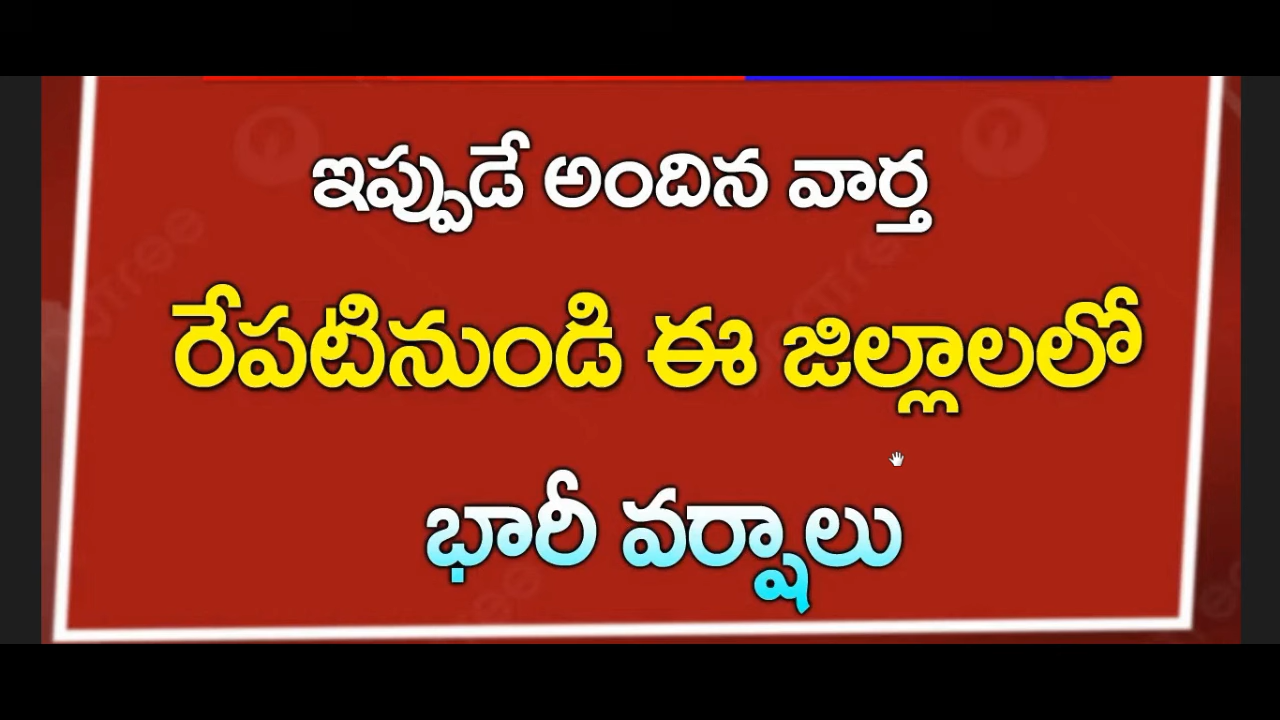 ఇప్పుడే అందిన వార్త
రేపటినుండి ఈ జిల్లాలలో
భారీ వర్షాలు